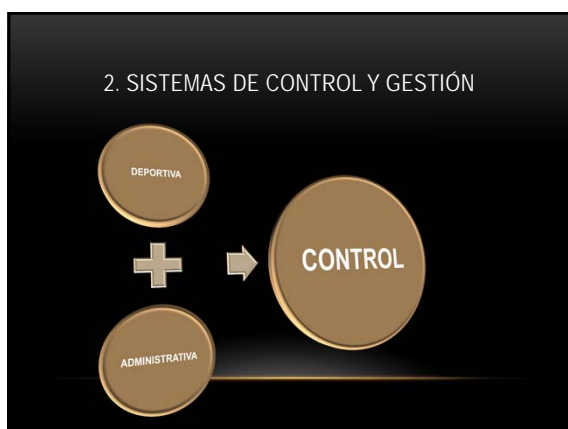 2. SISTEMAS DE CONTROL Y GESTIÓN
DEPORTIVA
CONTROL
ADMINISTRATIVA